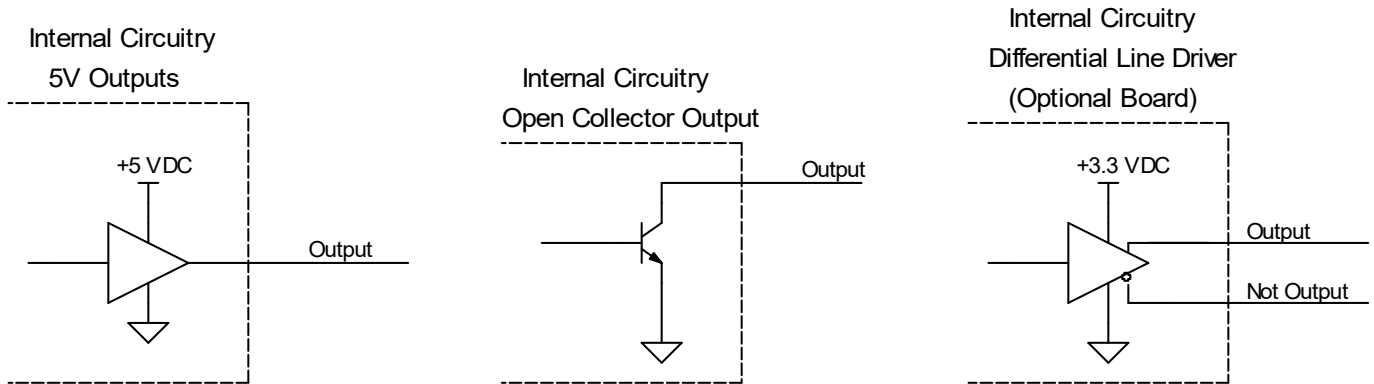 Internal Circuitry
5V Outputs
+5 VDC
Output
Internal Circuitry
Open Collector Output
Output
Internal Circuitry
Differential Line Driver
(Optional Board)
+3.3 VDC
Output
Not Output